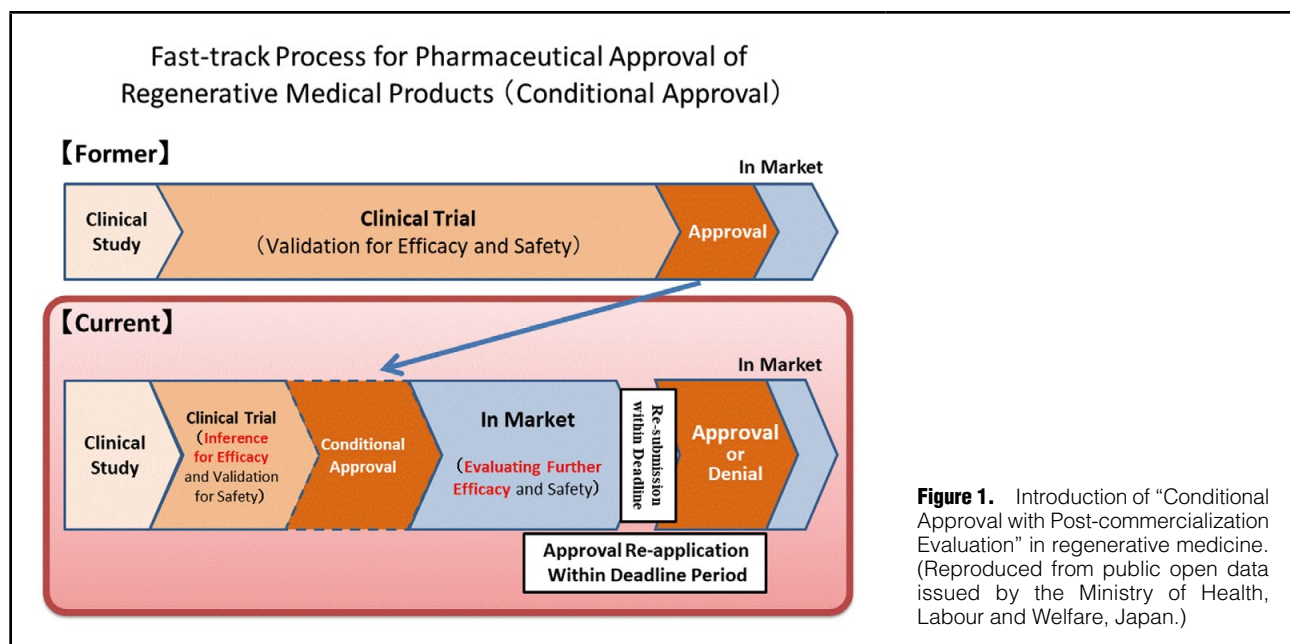 Fast-track Process for Pharmaceutical Approval of
Regenerative Medical Products（Conditional Approval）
【Former】
In Market
Clinical
Study
Clinical Trial
（Validation for Efficacy and Safety）
Approval
【Current】
In Market
Clinical
Study
Clinical Trial
（Inference
for Efficacy
and Validation
for Safety）
Conditional
Approval
In Market
（Evaluating Further
Efficacy and Safety）
Re-submission
within Deadline
Approval
or
Denial
Approval Re-application
Within Deadline Period
Figure 1. Introduction of “Conditional
Approval with Post-commercialization
Evaluation” in regenerative medicine.
(Reproduced from public open data
issued by the Ministry of Health,
Labour and Welfare, Japan.)